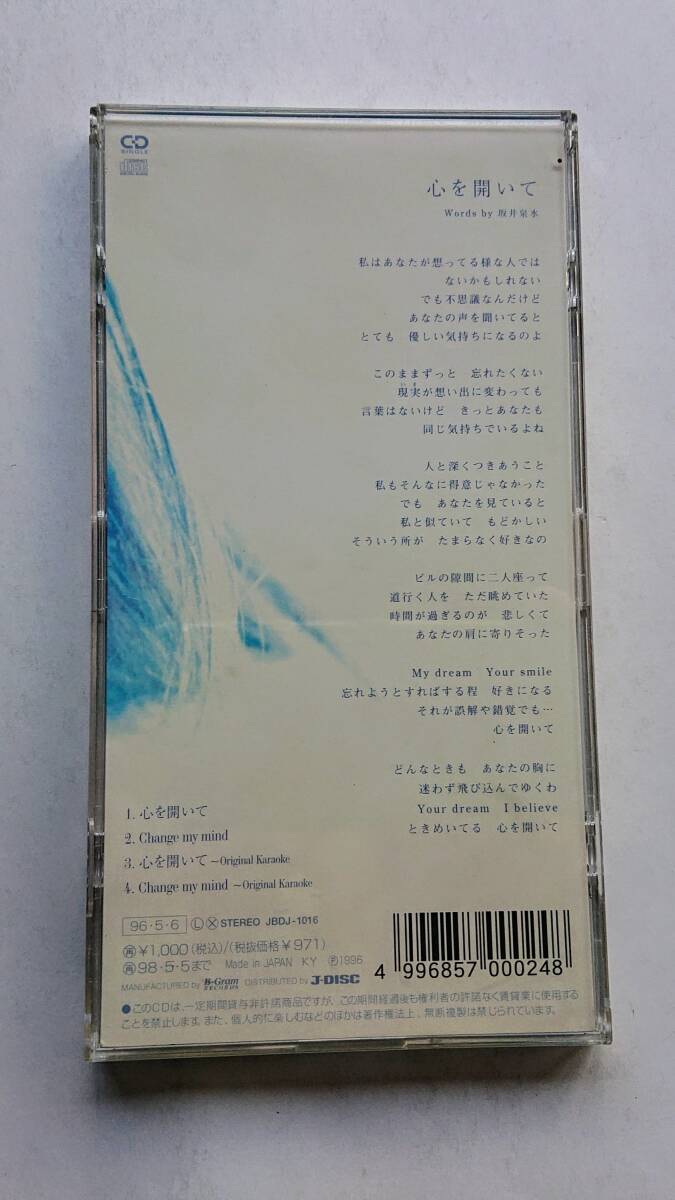 CD
SINGLE
COMPACT
disc
DIGITAL AUDIO
心を開いて
Words by 坂井泉水
私はあなたが想ってる様な人では
ないかもしれない
でも不思議なんだけど
あなたの声を聞いてると
とても　優しい気持ちになるのよ
このままずっと　忘れたくない
現実が想い出に変わっても
言葉はないけど　きっとあなたも
同じ気持ちでいるよね
人と深くつきあうこと
私もそんなに得意じゃなかった
でも　あなたを見ていると
私と似ていて　もどかしい
そういう所が　たまらなく好きなの
ビルの隙間に二人座って
道行く人を　ただ眺めていた
時間が過ぎるのが　悲しくて
あなたの肩に寄りそった
My dream　Your smile
忘れようとすればする程　好きになる
それが誤解や錯覚でも…
心を開いて
どんなときも　あなたの胸に
迷わず飛び込んでゆくわ
Your dream　I believe
ときめいてる　心を開いて
1. 心を開いて
2. Change my mind
3. 心を開いて ~Original Karaoke
4. Change my mind ~Original Karaoke
96・5・6 Ⓛ Ⓧ STEREO JBDJ-1016
㊢¥1,000(税込)/(税抜価格¥971)
㊢98・5・5まで Made in JAPAN KY Ⓟ1996
MANUFACTURED by B-Gram RECORDS DISTRIBUTED by J-DISC
4 996857 000248
●このCDは、一定期間貸与非許諾商品ですが、この期間経過後も権利者の許諾なく賃貸業に使用する
ことを禁止します。また、個人的に楽しむなどのほかは著作権法上、無断複製は禁じられています。